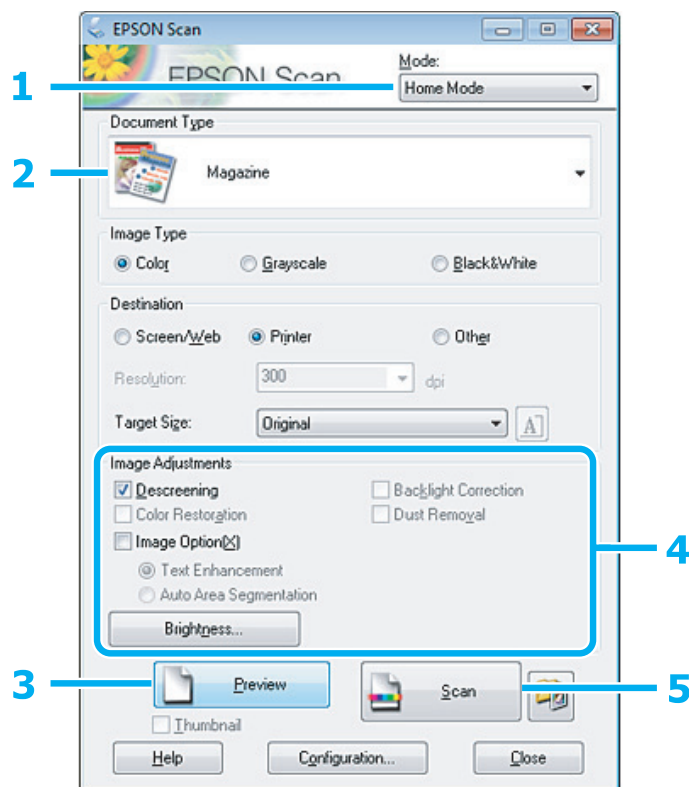 EPSON Scan
EPSON Scan
Mode:
1
Home Mode
Document Type
2
Magazine
Image Type
Color Grayscale Black&White
Destination
Screen/Web Printer Other
Resolution: 300 dpi
Target Size: Original A
Image Adjustments
Descreening Backlight Correction
Color Restoration Dust Removal
Image Option(X)
4
Text Enhancement
Auto Area Segmentation
Brightness...
3 Preview Scan 5
Thumbnail
Help Configuration... Close